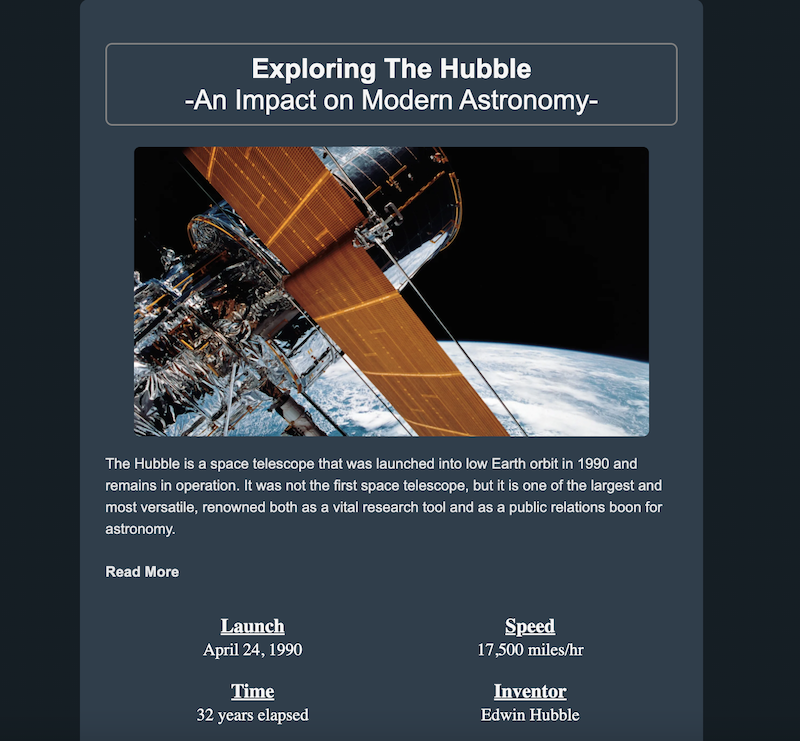 Exploring The Hubble
-An Impact on Modern Astronomy-
The Hubble is a space telescope that was launched into low Earth orbit in 1990 and
remains in operation. It was not the first space telescope, but it is one of the largest and
most versatile, renowned both as a vital research tool and as a public relations boon for
astronomy.
Read More
Launch
April 24, 1990
Speed
17,500 miles/hr
Time
32 years elapsed
Inventor
Edwin Hubble